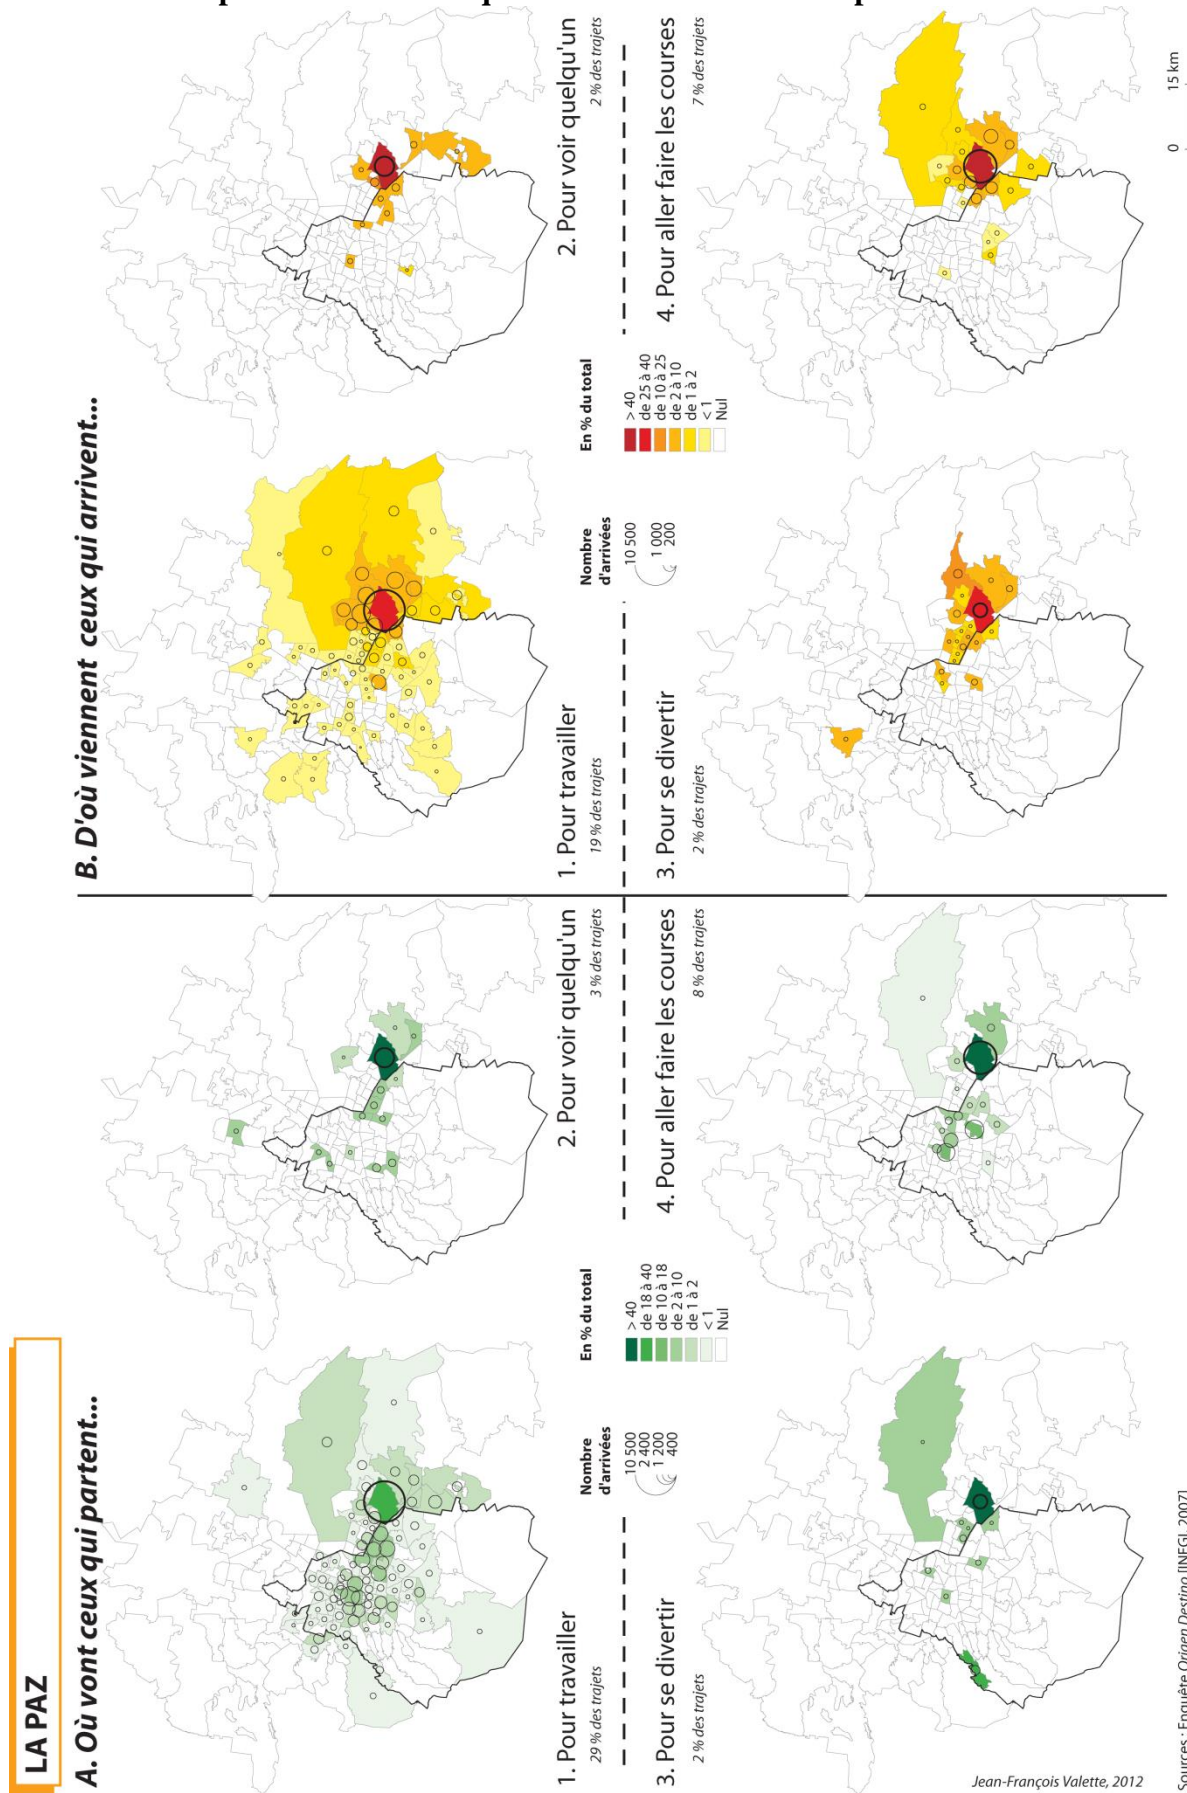 LA PAZ
A. Où vont ceux qui partent...
1. Pour travailler
29 % des trajets
2. Pour voir quelqu'un
3 % des trajets
3. Pour se divertir
2 % des trajets
4. Pour aller faire les courses
8 % des trajets
Nombre
d'arrivées
10 500
2 400
1 200
400
En % du total
> 40
de 18 à 40
de 10 à 18
de 2 à 10
de 1 à 2
< 1
Nul
B. D'où viennent ceux qui arrivent...
1. Pour travailler
19 % des trajets
2. Pour voir quelqu'un
2 % des trajets
3. Pour se divertir
2 % des trajets
4. Pour aller faire les courses
7 % des trajets
Nombre
d'arrivées
10 500
1 000
200
En % du total
> 40
de 25 à 40
de 10 à 25
de 2 à 10
de 1 à 2
< 1
Nul
0 15 km
Jean-François Valette, 2012
Sources : Enquête Origen Destino [INEGI, 2007]